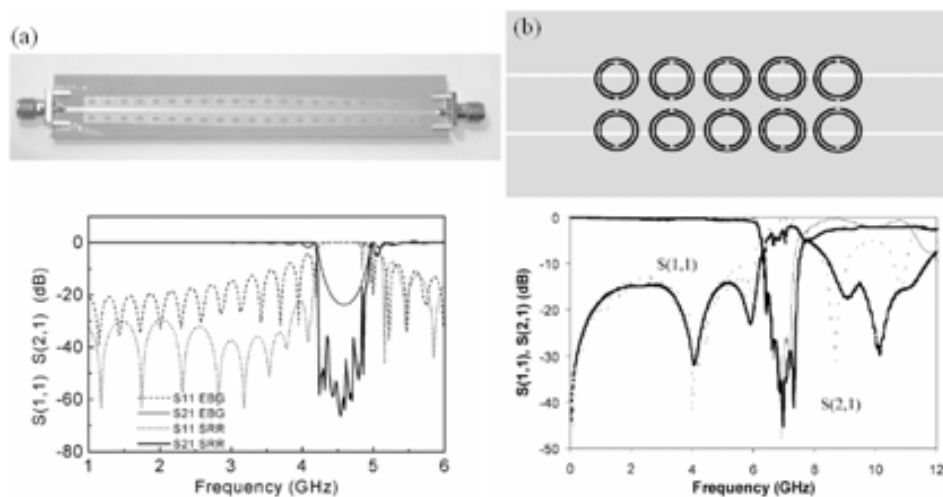 (a)
(b)
0
-20
-40
-60
-80
S(1,1) S(2,1) (dB)
S11 EBG
S21 EBG
S11 SRR
S21 SRR
1
2
3
4
5
6
Frequency (GHz)
0
-10
-20
-30
-40
-50
S(1,1), S(2,1) (dB)
S(1,1)
S(2,1)
0
2
4
6
8
10
12
Frequency (GHz)